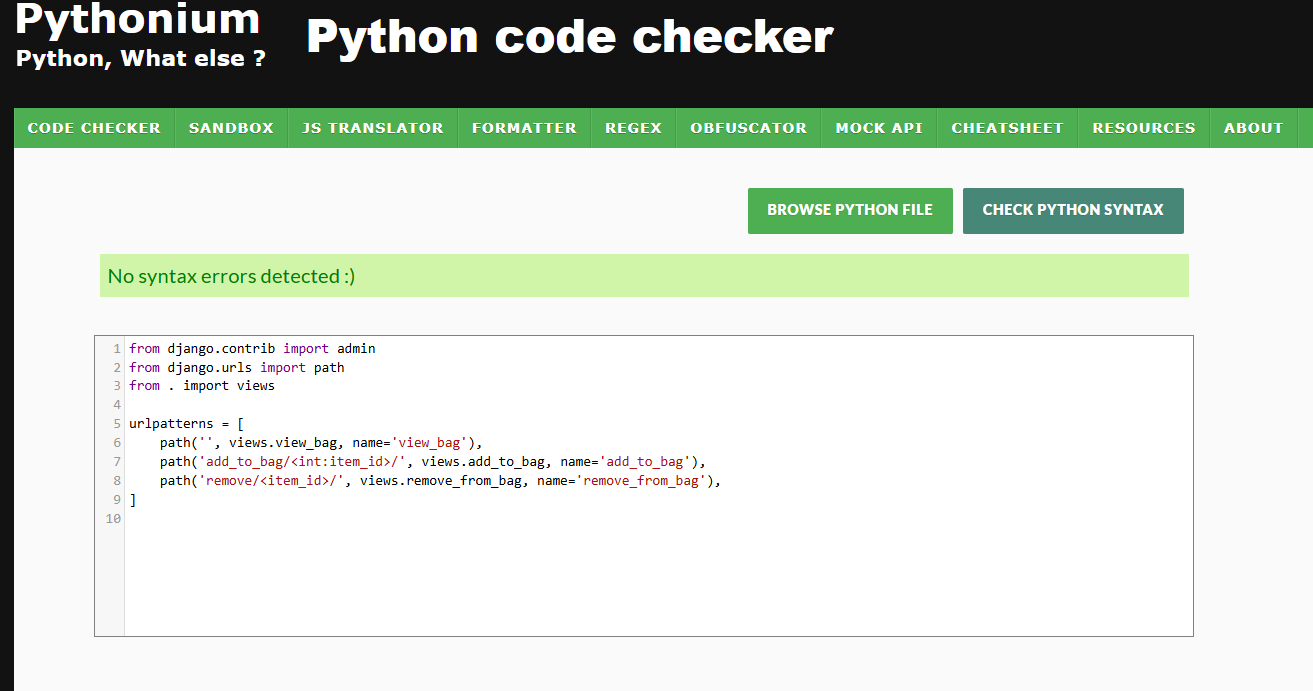 Pythonium
Python, What else ?
Python code checker
CODE CHECKER SANDBOX JS TRANSLATOR FORMATTER REGEX OBFUSCATOR MOCK API CHEATSHEET RESOURCES ABOUT
BROWSE PYTHON FILE CHECK PYTHON SYNTAX
No syntax errors detected :)
1 from django.contrib import admin
2 from django.urls import path
3 from . import views
4
5 urlpatterns = [
6     path('', views.view_bag, name='view_bag'),
7     path('add_to_bag/<int:item_id>/', views.add_to_bag, name='add_to_bag'),
8     path('remove/<item_id>/', views.remove_from_bag, name='remove_from_bag'),
9 ]
10